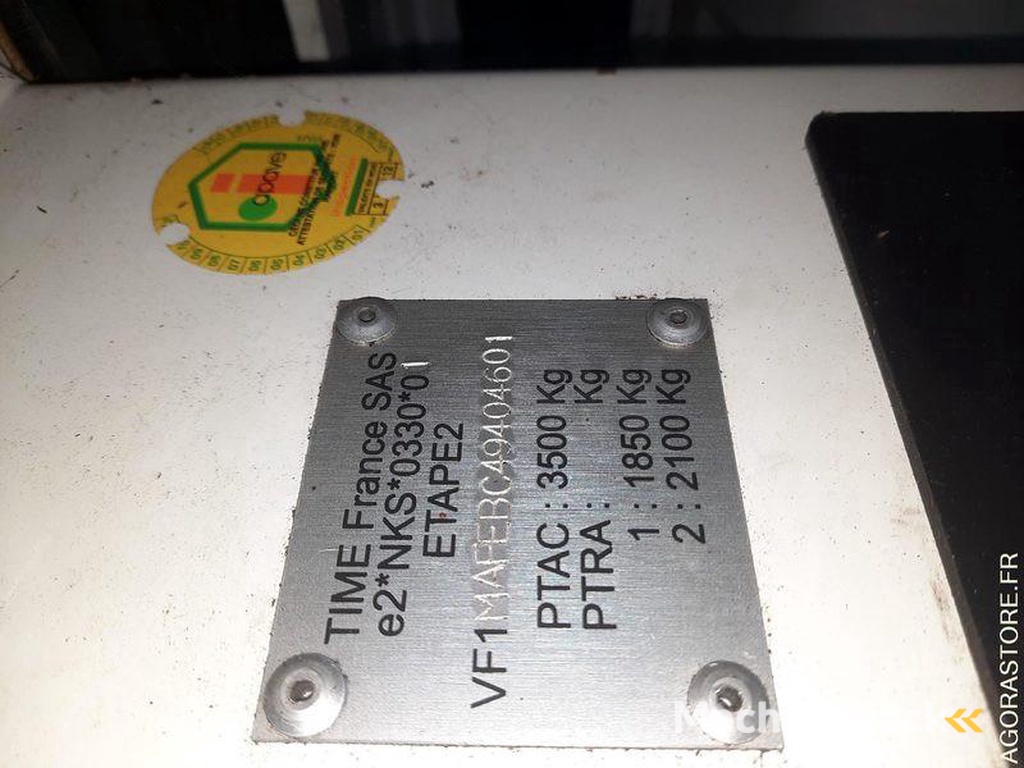 TIME France SAS
e2*NKS*0330*01
ETAPE2
VF1MAFEBC49404601
PTAC : 3500 Kg
PTRA : Kg
1 : 1850 Kg
2 : 2100 Kg
apave
AGORASTORE.FR